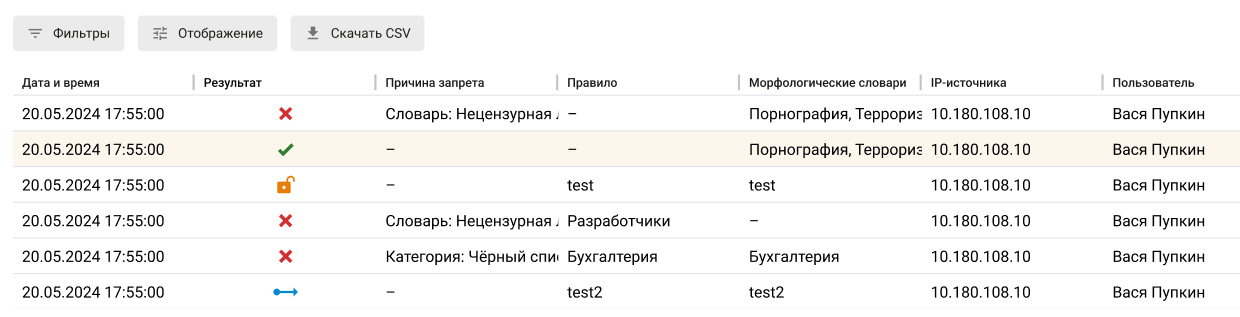 Фильтры Отображение Скачать CSV
Дата и время Результат Причина запрета Правило Морфологические словари IP-источника Пользователь
20.05.2024 17:55:00 Словарь: Нецензурная – Порнография, Террориз 10.180.108.10 Вася Пупкин
20.05.2024 17:55:00 – – Порнография, Террориз 10.180.108.10 Вася Пупкин
20.05.2024 17:55:00 – test test 10.180.108.10 Вася Пупкин
20.05.2024 17:55:00 Словарь: Нецензурная Разработчики – 10.180.108.10 Вася Пупкин
20.05.2024 17:55:00 Категория: Чёрный спи Бухгалтерия Бухгалтерия 10.180.108.10 Вася Пупкин
20.05.2024 17:55:00 – test2 test2 10.180.108.10 Вася Пупкин